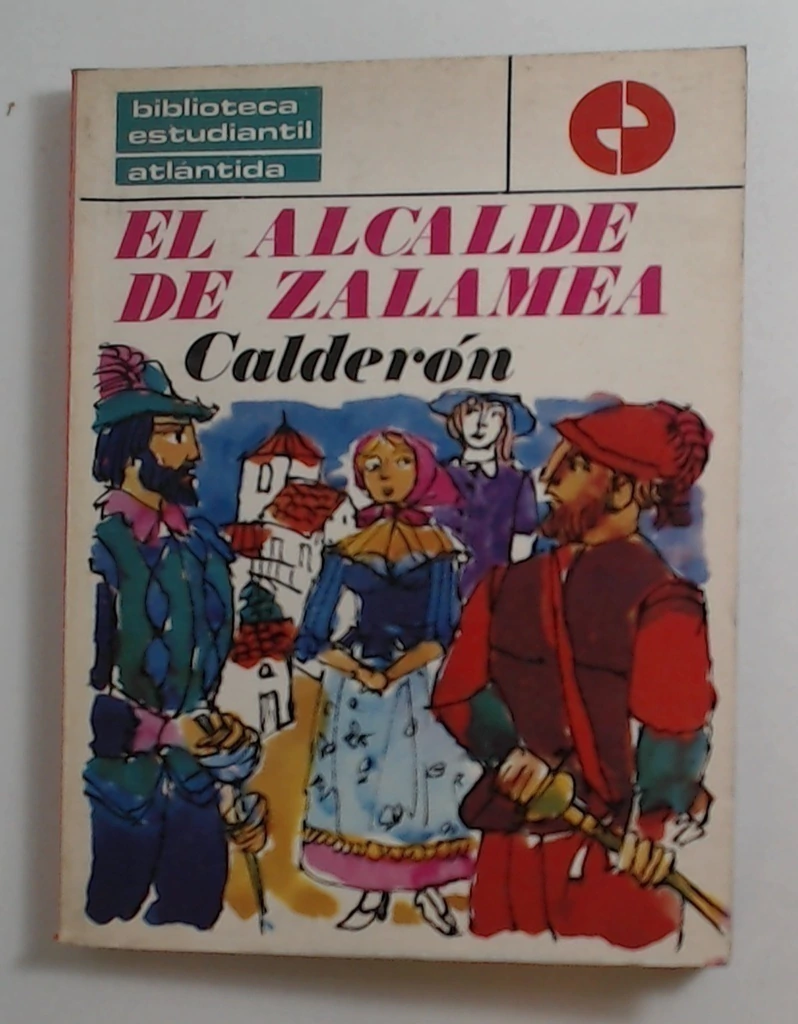 biblioteca
estudiantil
atlántida
EL ALCALDE
DE ZALAMEA
Calderón